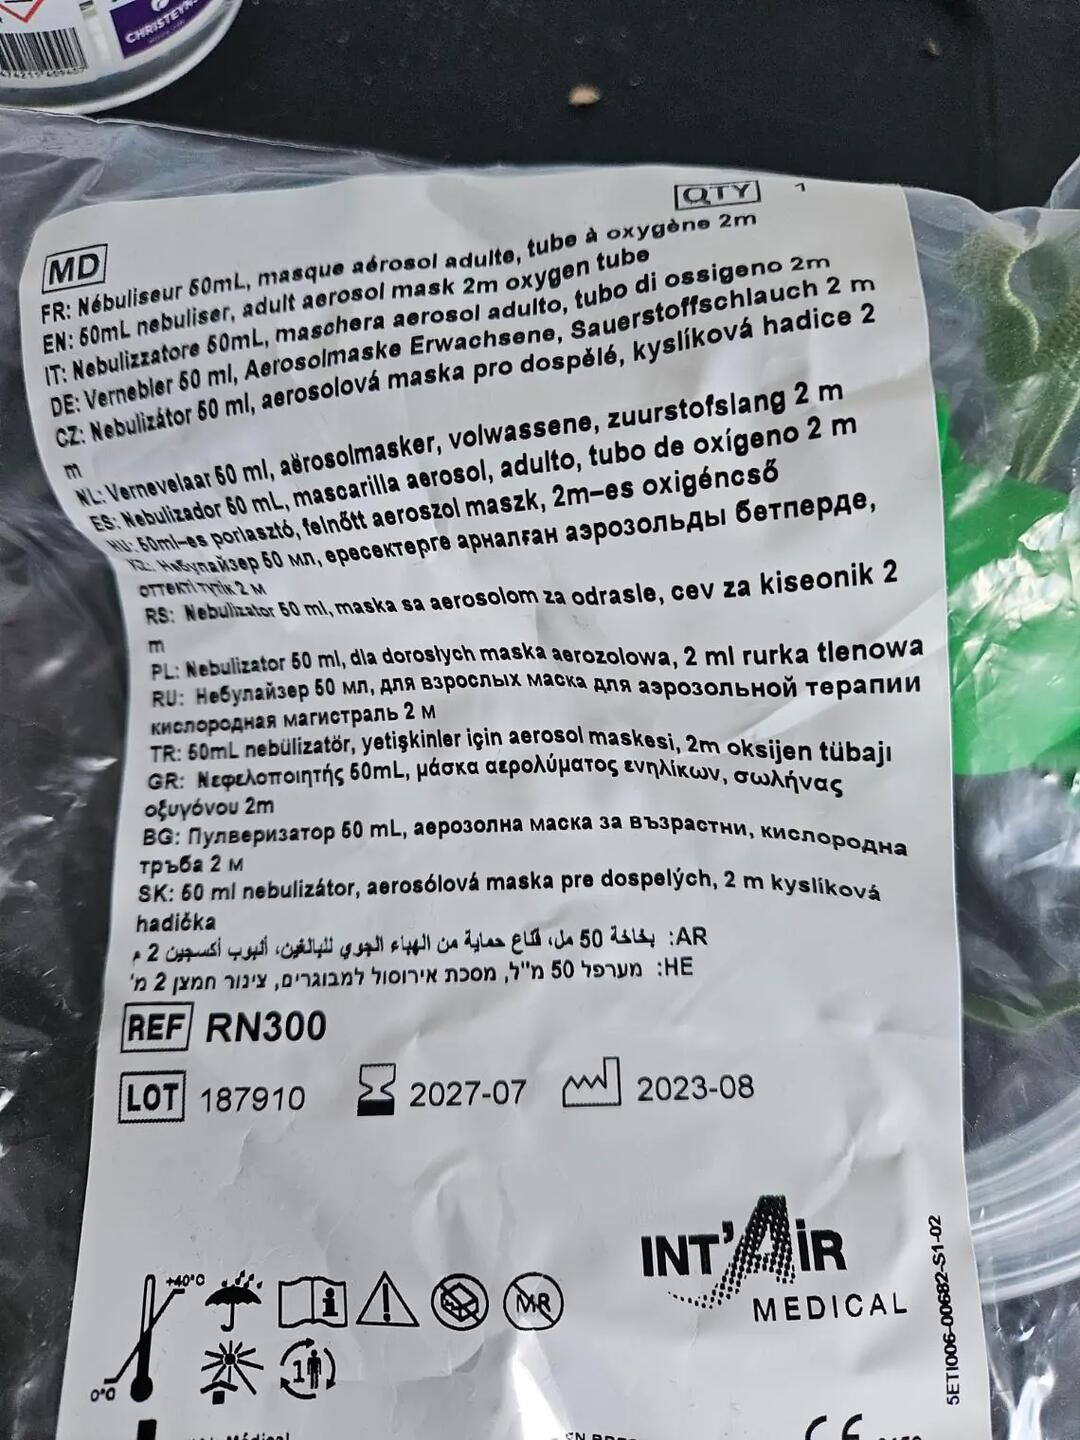 CHRISTEYNS
QTY 1
MD
FR: Nébuliseur 50mL, masque aérosol adulte, tube à oxygène 2m
EN: 50mL nebuliser, adult aerosol mask 2m oxygen tube
IT: Nebulizzatore 50mL, maschera aerosol adulto, tubo di ossigeno 2m
DE: Vernebler 50 ml, Aerosolmaske Erwachsene, Sauerstoffschlauch 2 m
CZ: Nebulizátor 50 ml, aerosolová maska pro dospělé, kyslíková hadice 2
m
NL: Vernevelaar 50 ml, aërosolmasker, volwassene, zuurstofslang 2 m
ES: Nebulizador 50 mL, mascarilla aerosol, adulto, tubo de oxígeno 2 m
HU: 50ml-es porlasztó, felnőtt aeroszol maszk, 2m-es oxigéncső
KZ: Небулайзер 50 мл, ересектерге арналған аэрозольды бетперде,
оттекті түтік 2 м
RS: Nebulizator 50 ml, maska sa aerosolom za odrasle, cev za kiseonik 2
m
PL: Nebulizator 50 ml, dla dorosłych maska aerozolowa, 2 ml rurka tlenowa
RU: Небулайзер 50 мл, для взрослых маска для аэрозольной терапии
кислородная магистраль 2 м
TR: 50mL nebülizatör, yetişkinler için aerosol maskesi, 2m oksijen tübajı
GR: Νεφελοποιητής 50mL, μάσκα αερολύματος ενηλίκων, σωλήνας
οξυγόνου 2m
BG: Пулверизатор 50 mL, аерозолна маска за възрастни, кислородна
тръба 2 м
SK: 50 ml nebulizátor, aerosólová maska pre dospelých, 2 m kyslíková
hadička
AR: بخاخة 50 مل، قناع حماية من الهباء الجوي للبالغين، أنبوب أكسجين 2 م
HE: מערפל 50 מ"ל, מסכת אירוסול למבוגרים, צינור חמצן 2 מ'
REF RN300
LOT 187910 2027-07 2023-08
INT'AIR
MEDICAL
+40°C
0°C
MR
1
5ETI006-00682-S1-02
CE